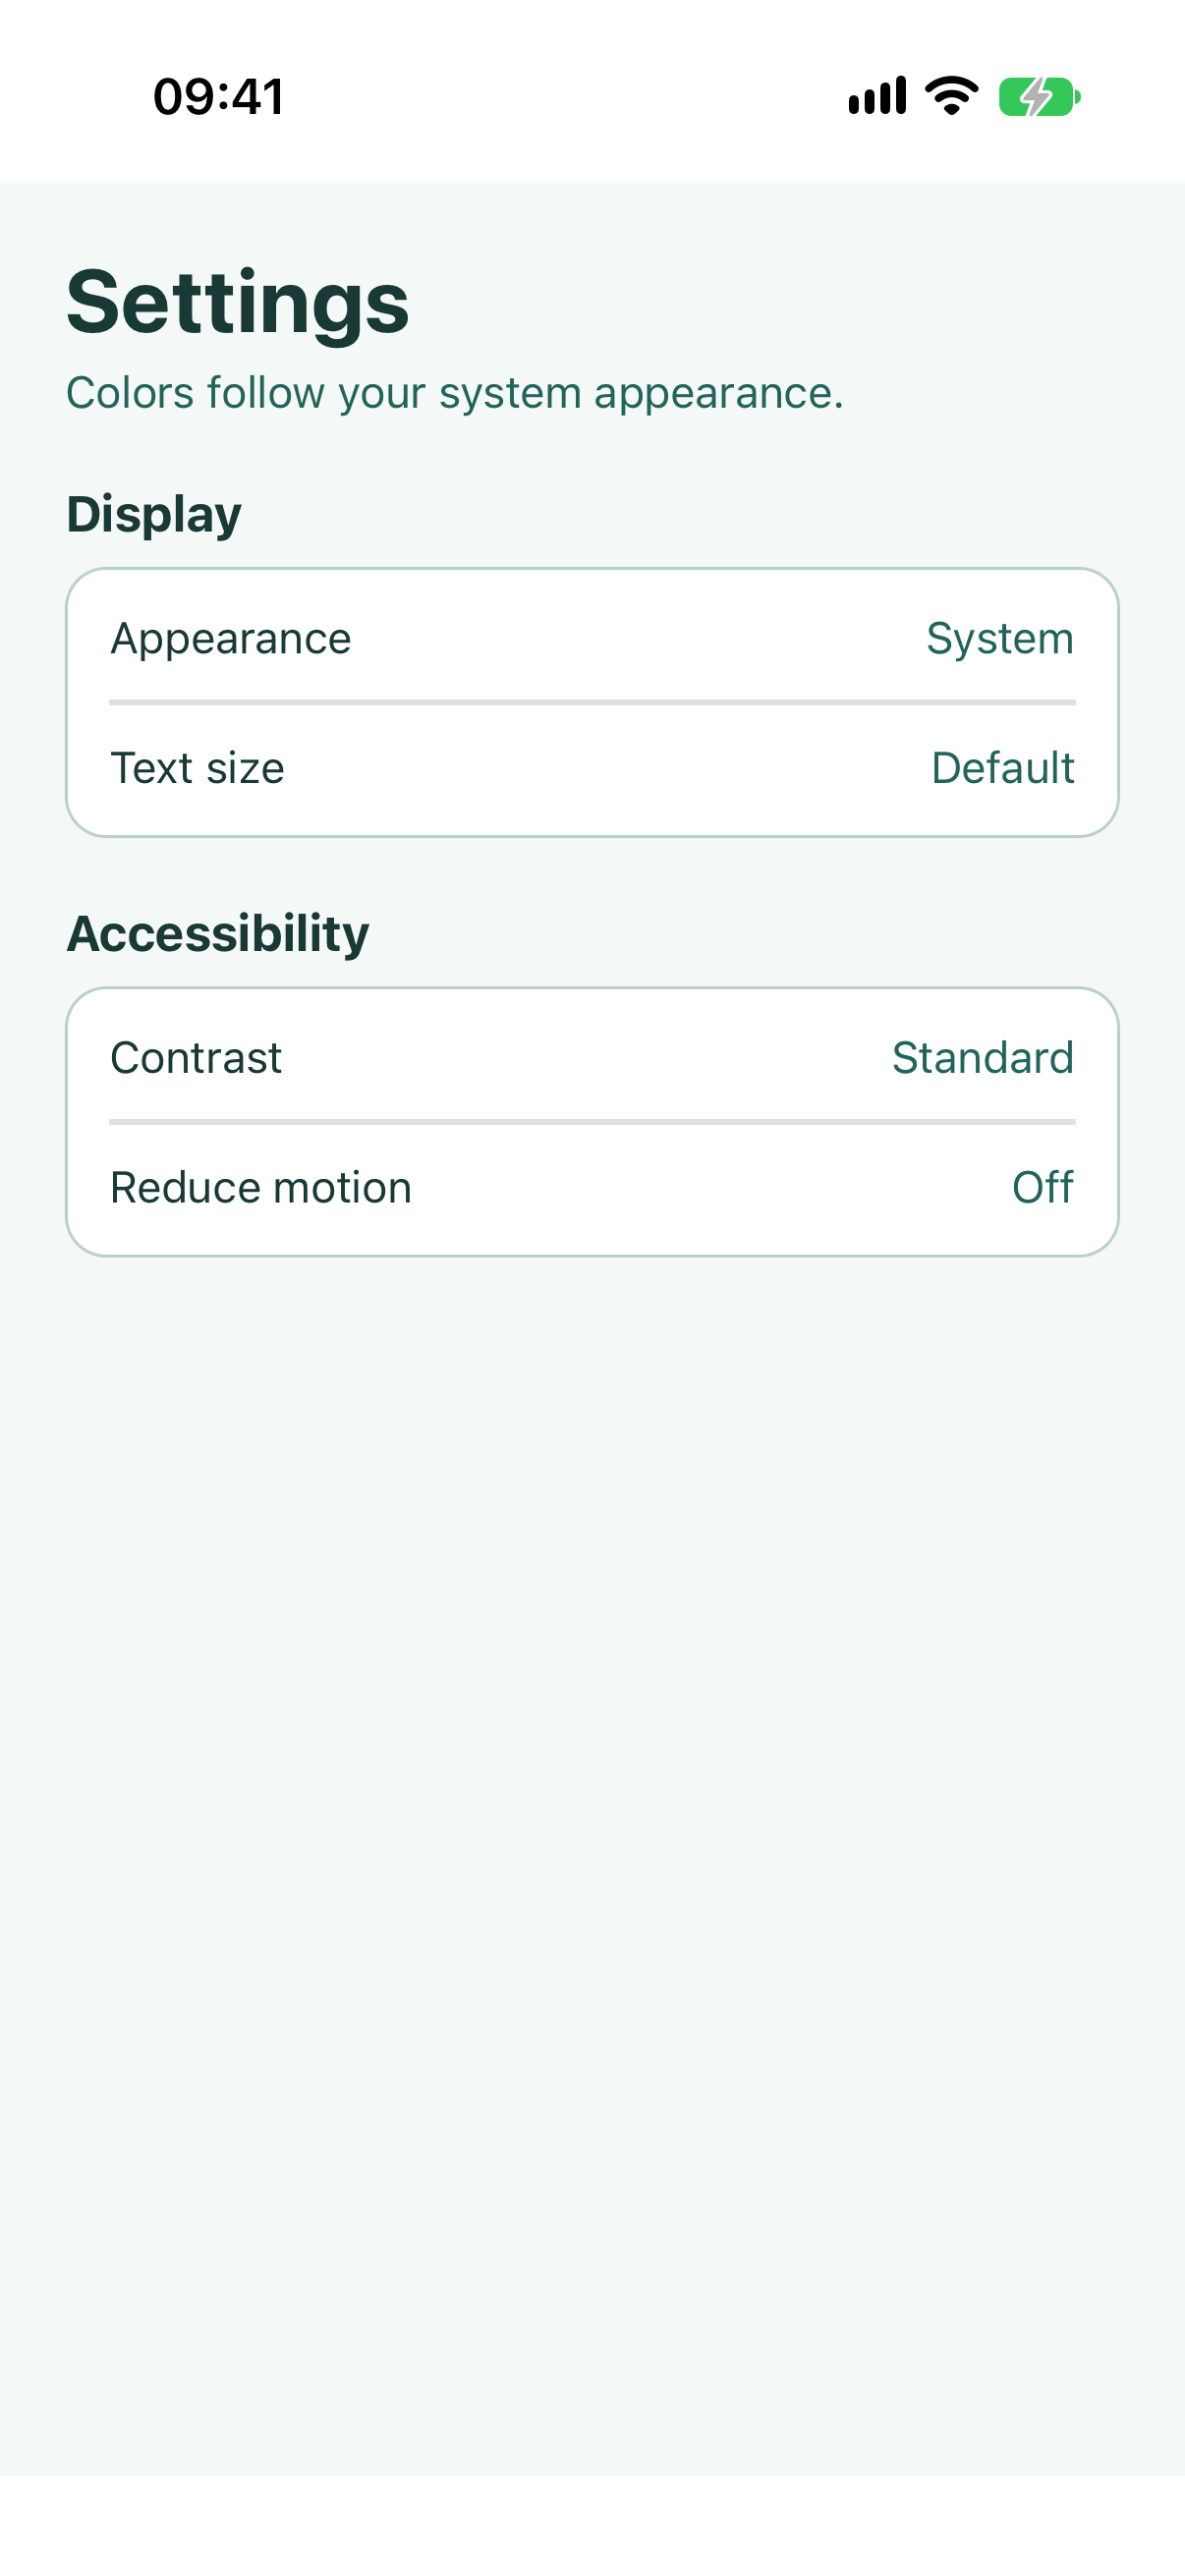 09:41
Settings
Colors follow your system appearance.
Display
Appearance System
Text size Default
Accessibility
Contrast Standard
Reduce motion Off